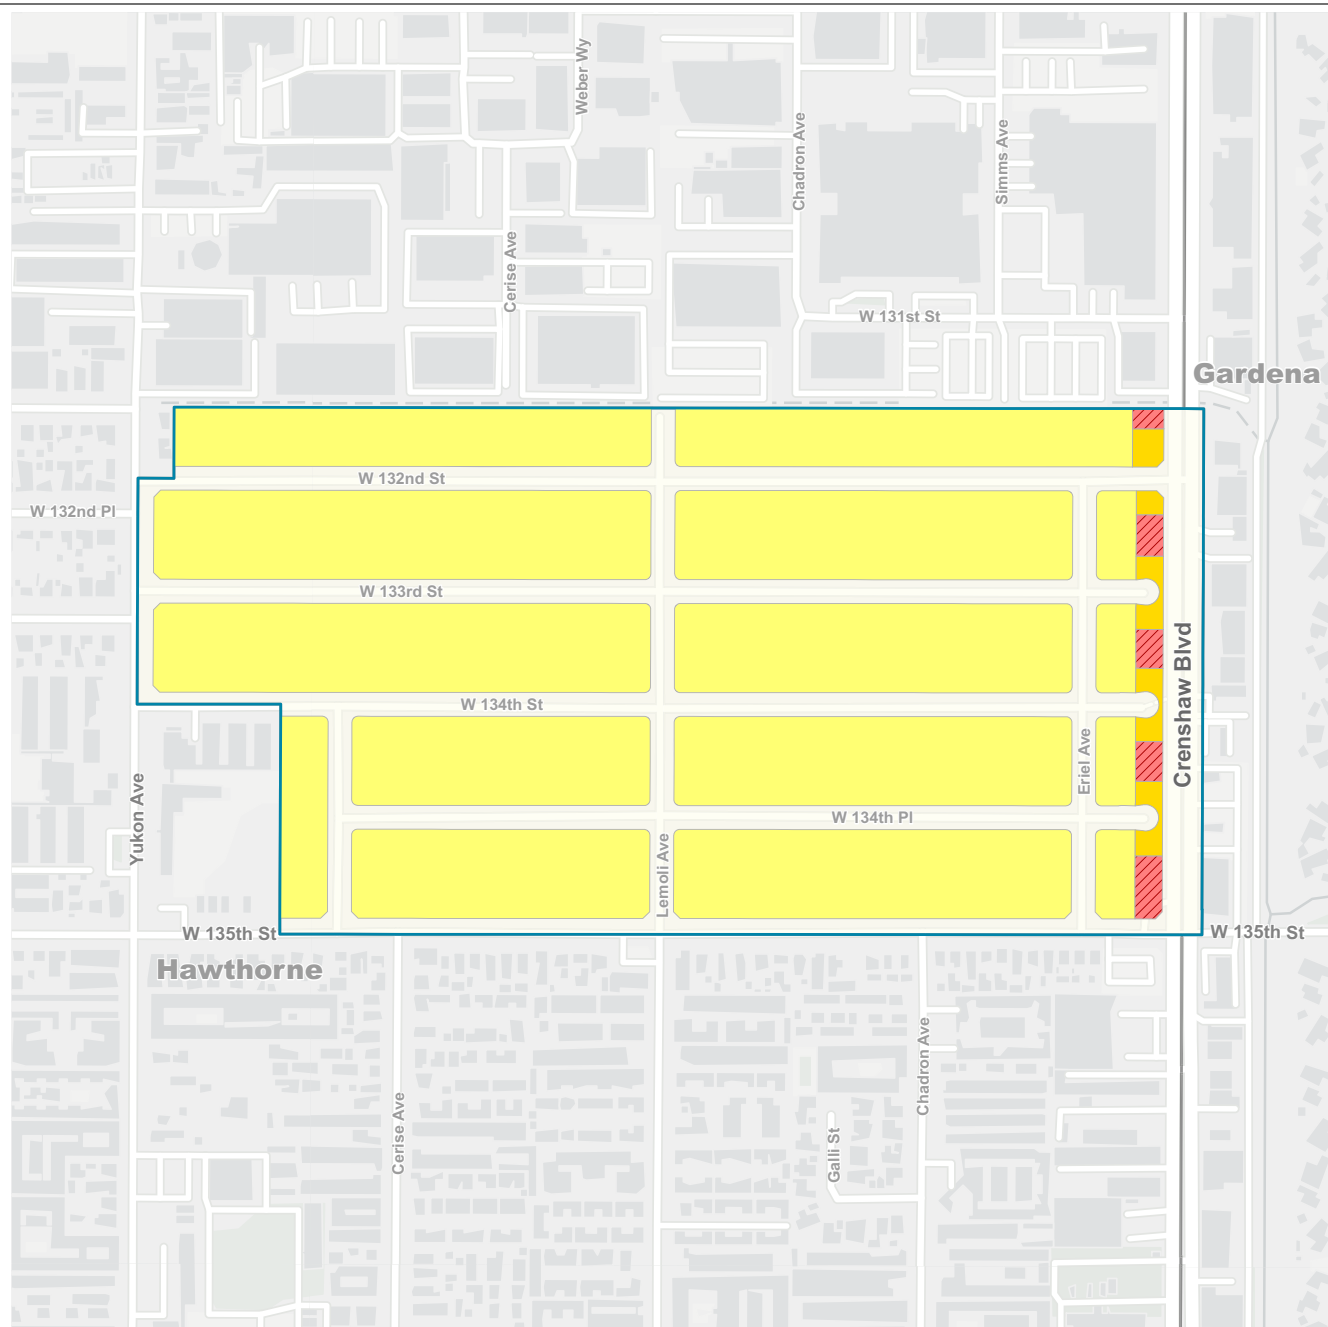 Weber Wy
Chadron Ave
Simms Ave
Cerise Ave
W 131st St
Gardena
W 132nd St
W 132nd Pl
W 133rd St
Crenshaw Blvd
W 134th St
Eriel Ave
Yukon Ave
W 134th Pl
Lemoli Ave
W 135th St
W 135th St
Hawthorne
Chadron Ave
Cerise Ave
Galli St